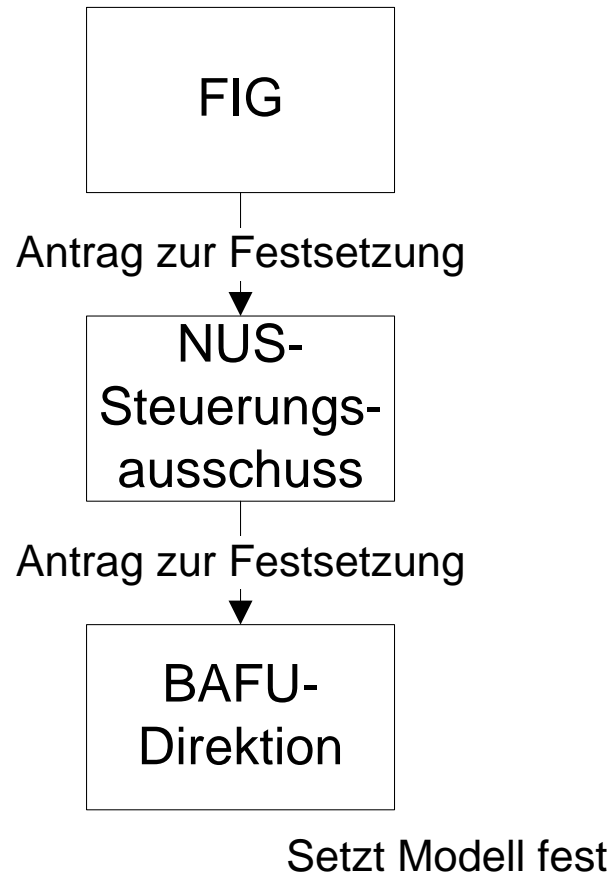 FIG
Antrag zur Festsetzung
NUS-
Steuerungs-
ausschuss
Antrag zur Festsetzung
BAFU-
Direktion
Setzt Modell fest